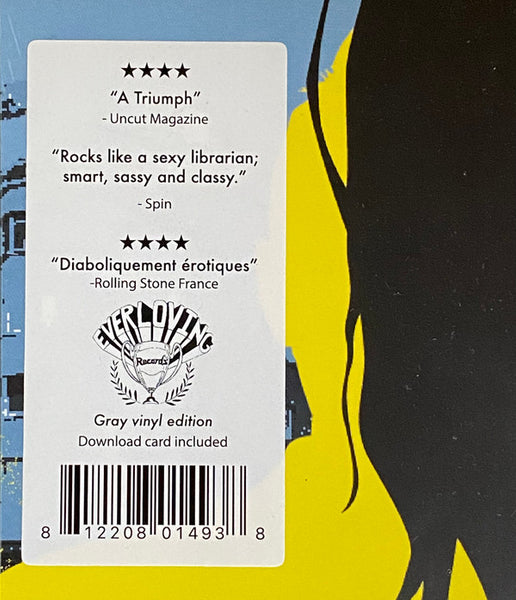 ★★★★
“A Triumph”
- Uncut Magazine
“Rocks like a sexy librarian;
smart, sassy and classy.”
- Spin
★★★★
“Diaboliquement érotiques”
-Rolling Stone France
EVERLOVING
Records
Gray vinyl edition
Download card included
8 12208 01493 8